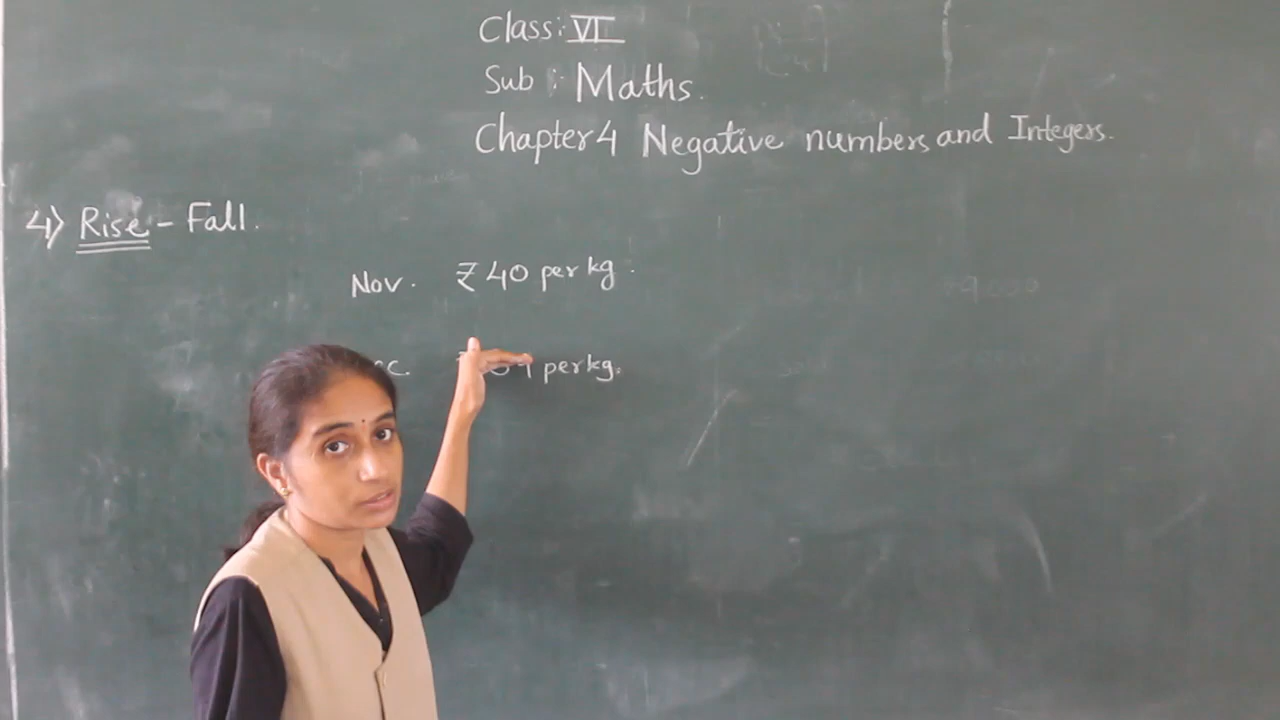 Class: VI
Sub : Maths.
Chapter 4 Negative numbers and Integers.
4) Rise - Fall.
Nov. ₹ 40 per kg.
per kg.